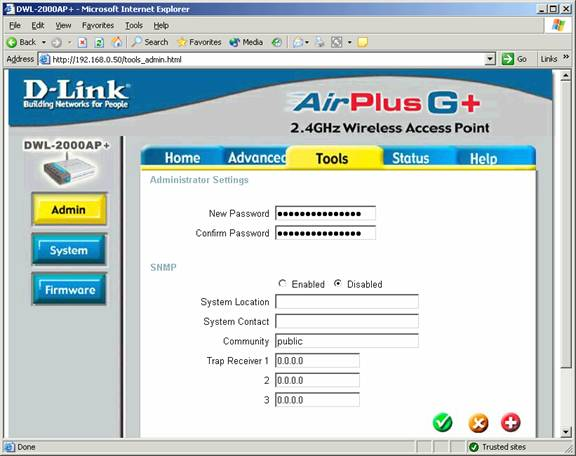 DWL-2000AP+ - Microsoft Internet Explorer
File Edit View Favorites Tools Help
Back Search Favorites Media
Address http://192.168.0.50/tools_admin.html Go Links »
D-Link
Building Networks for People
AirPlus G+
2.4GHz Wireless Access Point
DWL-2000AP+
Home Advanced Tools Status Help
Admin
System
Firmware
Administrator Settings
New Password ●●●●●●●●●●●●●●●
Confirm Password ●●●●●●●●●●●●●●●
SNMP
Enabled Disabled
System Location
System Contact
Community public
Trap Receiver 1 0.0.0.0
2 0.0.0.0
3 0.0.0.0
Done Trusted sites